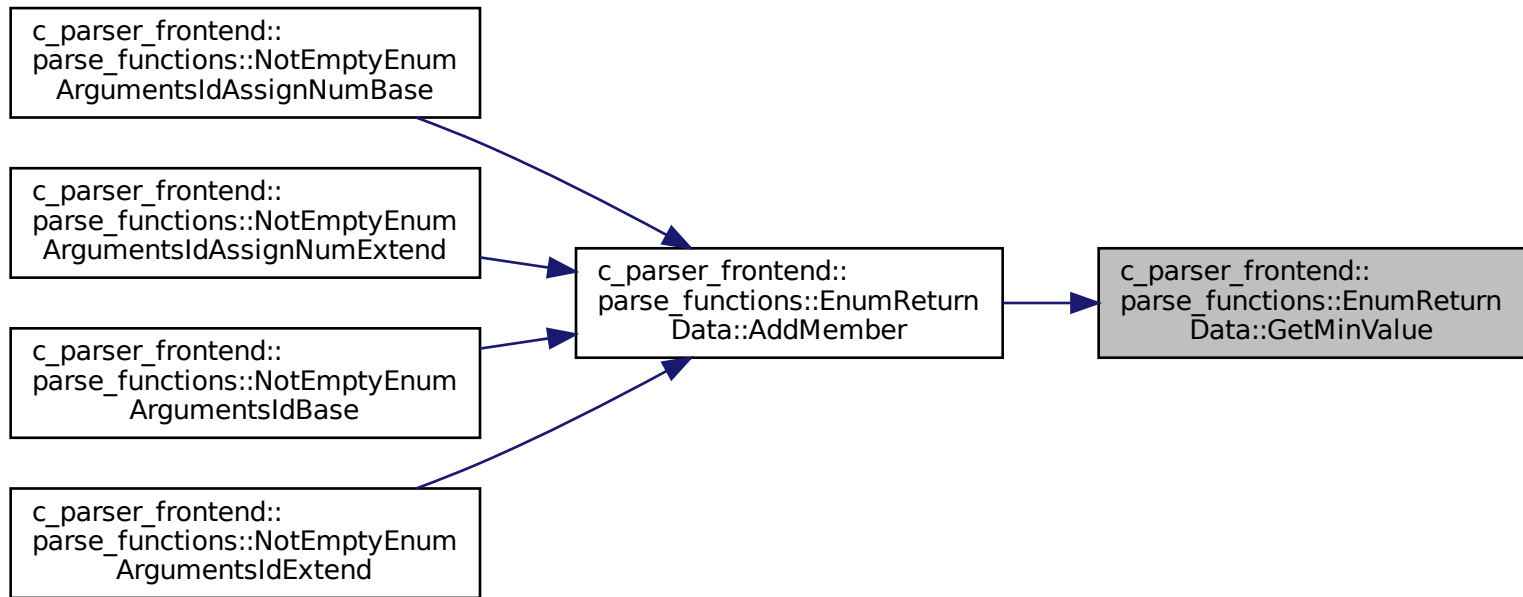 c_parser_frontend::
parse_functions::NotEmptyEnum
ArgumentsIdAssignNumBase
c_parser_frontend::
parse_functions::NotEmptyEnum
ArgumentsIdAssignNumExtend
c_parser_frontend::
parse_functions::NotEmptyEnum
ArgumentsIdBase
c_parser_frontend::
parse_functions::NotEmptyEnum
ArgumentsIdExtend
c_parser_frontend::
parse_functions::EnumReturn
Data::AddMember
c_parser_frontend::
parse_functions::EnumReturn
Data::GetMinValue